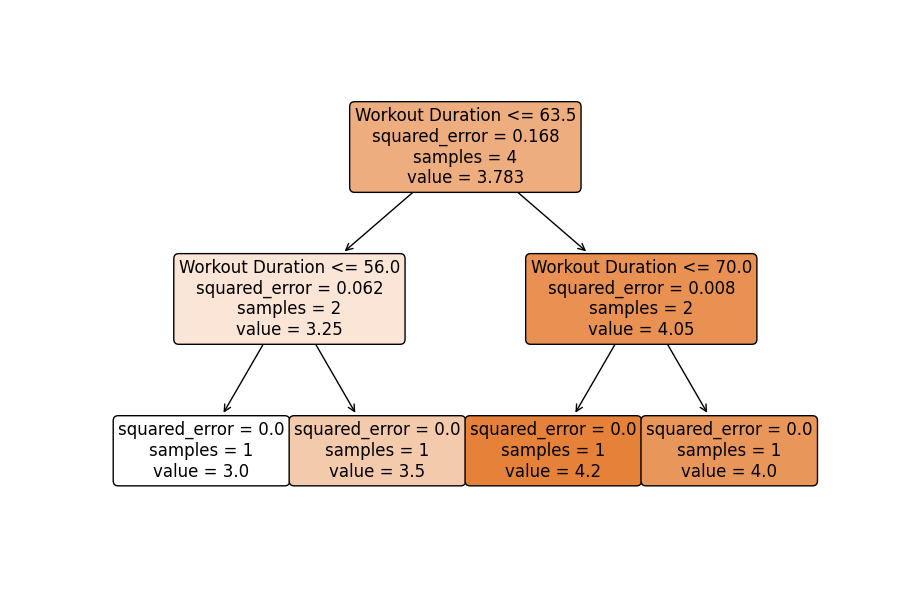 Workout Duration <= 63.5
squared_error = 0.168
samples = 4
value = 3.783
Workout Duration <= 56.0
squared_error = 0.062
samples = 2
value = 3.25
Workout Duration <= 70.0
squared_error = 0.008
samples = 2
value = 4.05
squared_error = 0.0
samples = 1
value = 3.0
squared_error = 0.0
samples = 1
value = 3.5
squared_error = 0.0
samples = 1
value = 4.2
squared_error = 0.0
samples = 1
value = 4.0